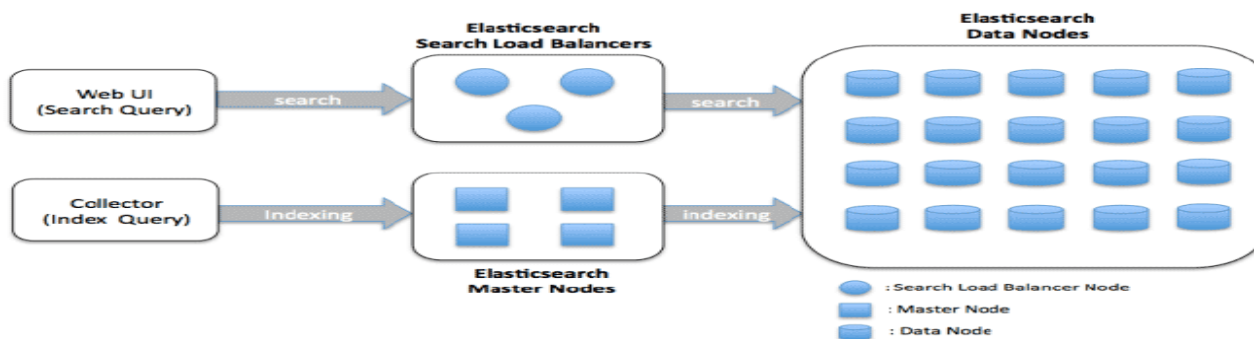 Elasticsearch
Search Load Balancers
Elasticsearch
Data Nodes
Web UI
(Search Query)
search
search
Collector
(Index Query)
Indexing
indexing
Elasticsearch
Master Nodes
: Search Load Balancer Node
: Master Node
: Data Node